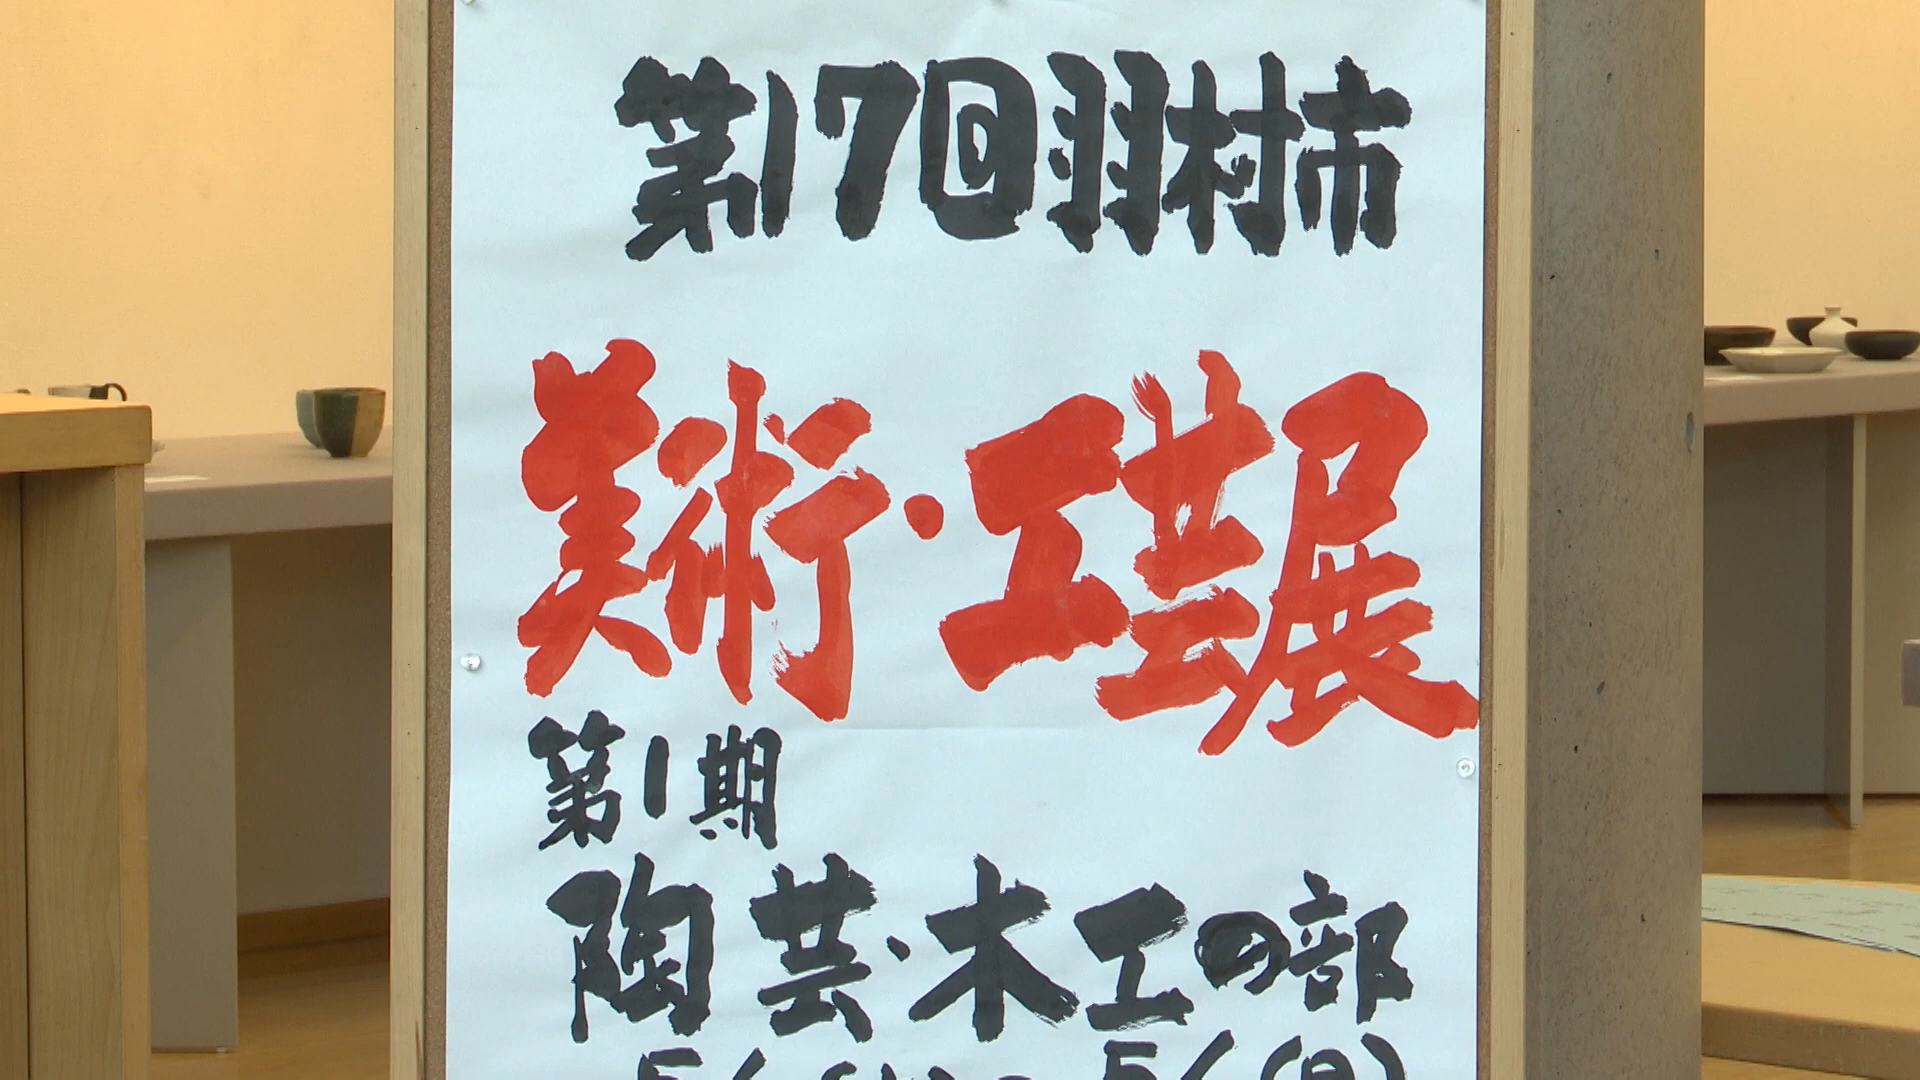 第17回羽村市
美術・工芸展
第1期
陶芸・木工の部